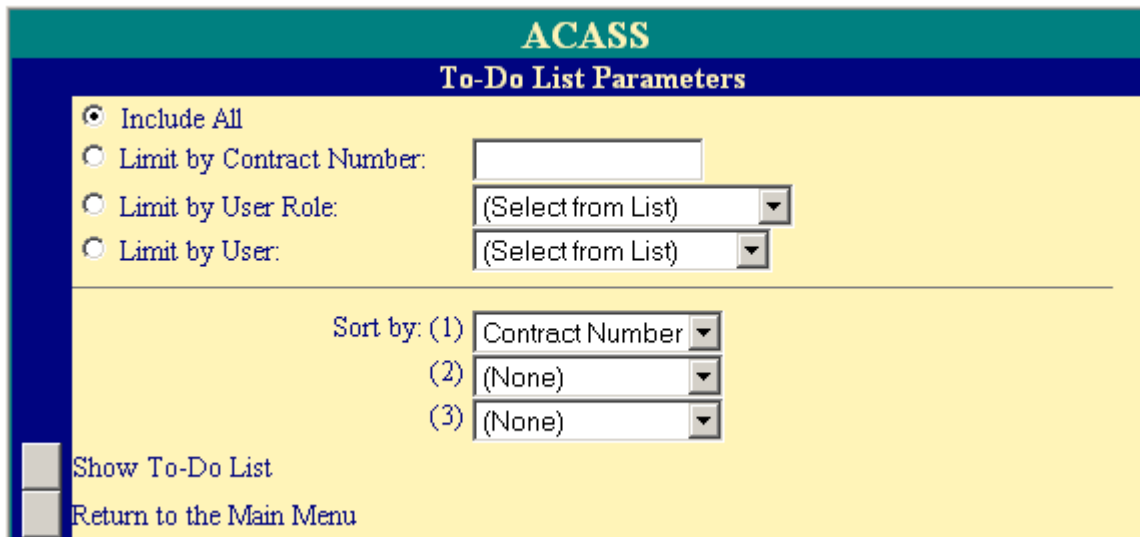 ACASS
To-Do List Parameters
Include All
Limit by Contract Number:
Limit by User Role: (Select from List)
Limit by User: (Select from List)
Sort by: (1) Contract Number
(2) (None)
(3) (None)
Show To-Do List
Return to the Main Menu